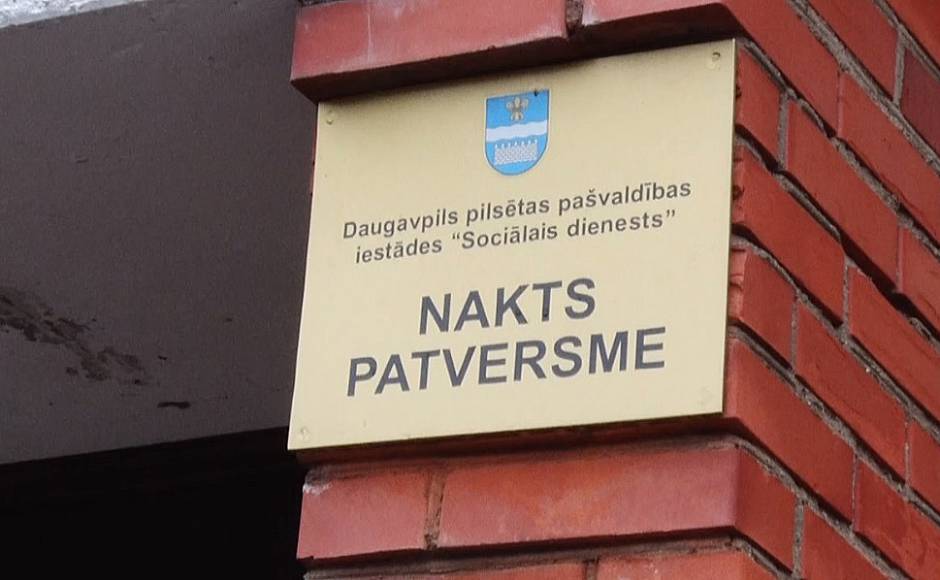 Daugavpils pilsētas pašvaldības
iestādes “Sociālais dienests”
NAKTS
PATVERSME